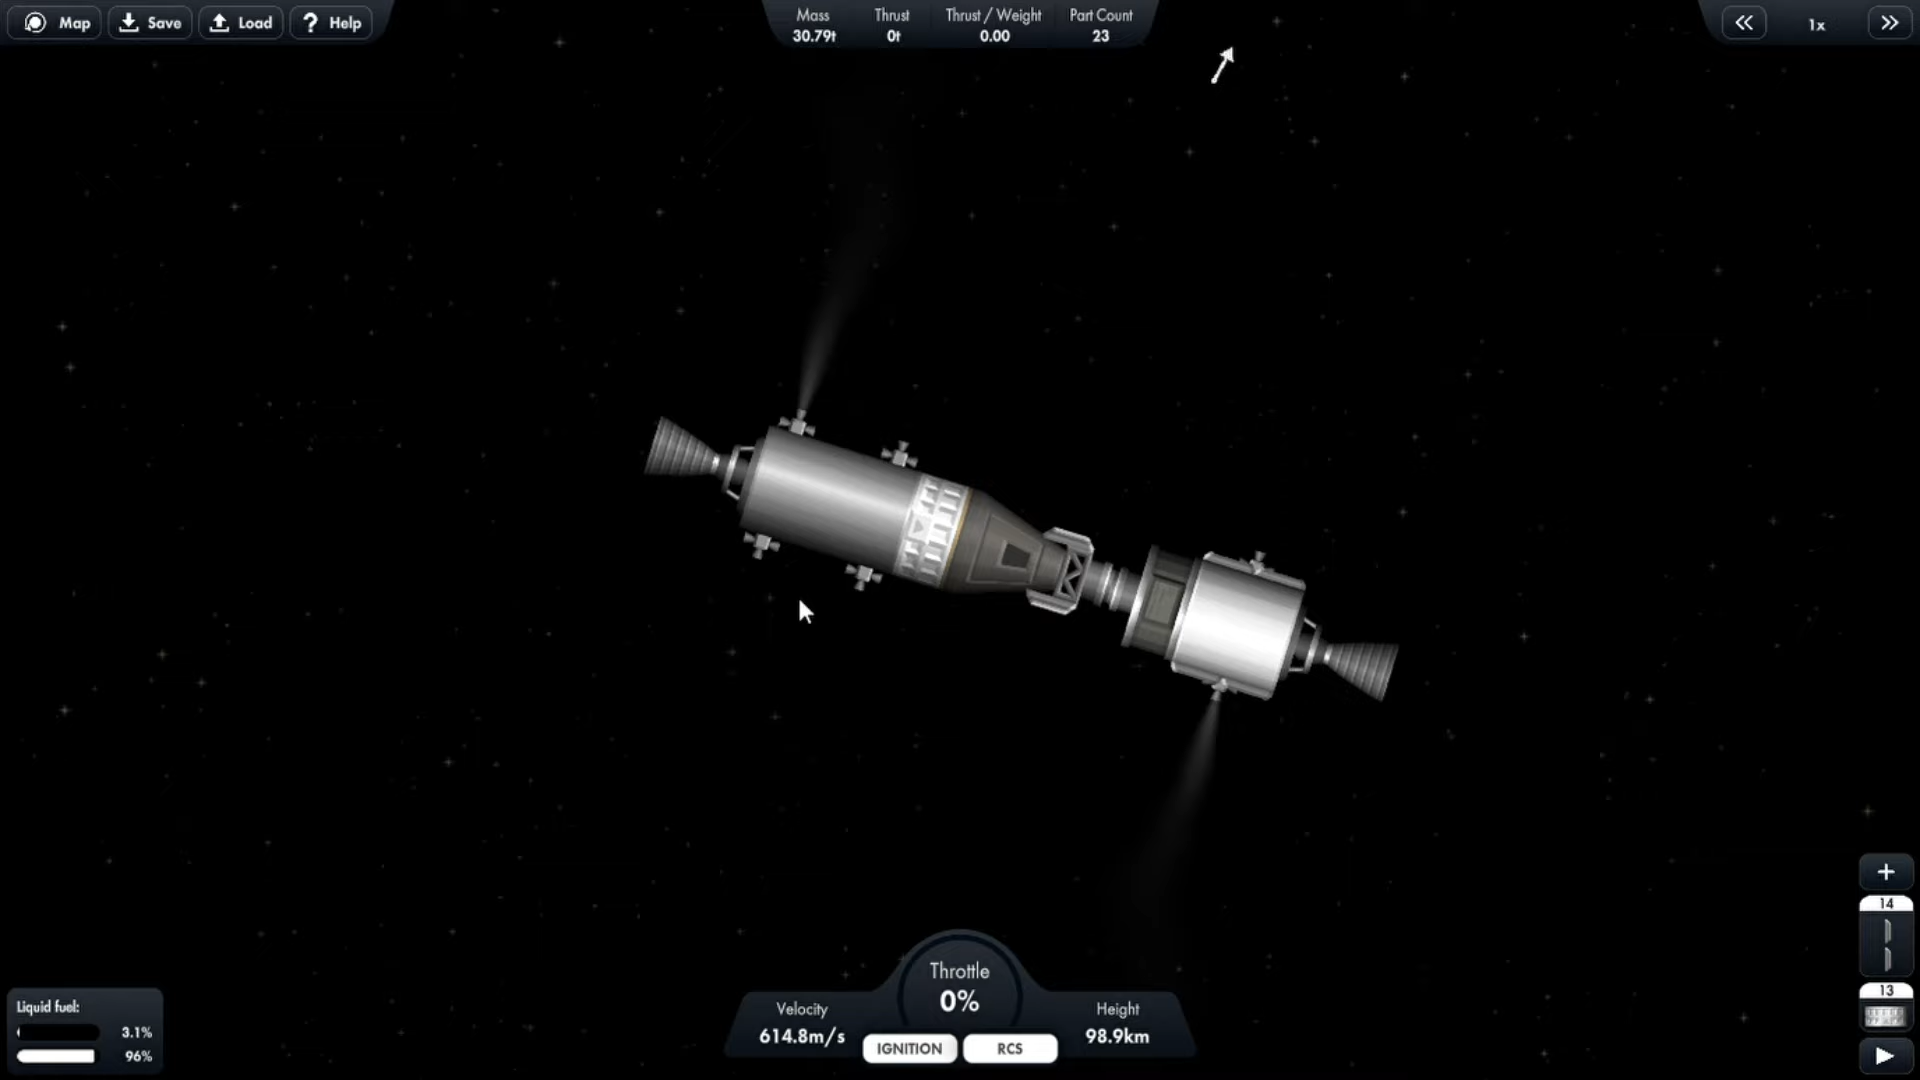 Map Save Load ? Help
Mass Thrust Thrust / Weight Part Count
30.79t 0t 0.00 23
1x
14
13
Throttle
0%
Velocity Height
614.8m/s 98.9km
IGNITION RCS
Liquid fuel:
3.1%
96%